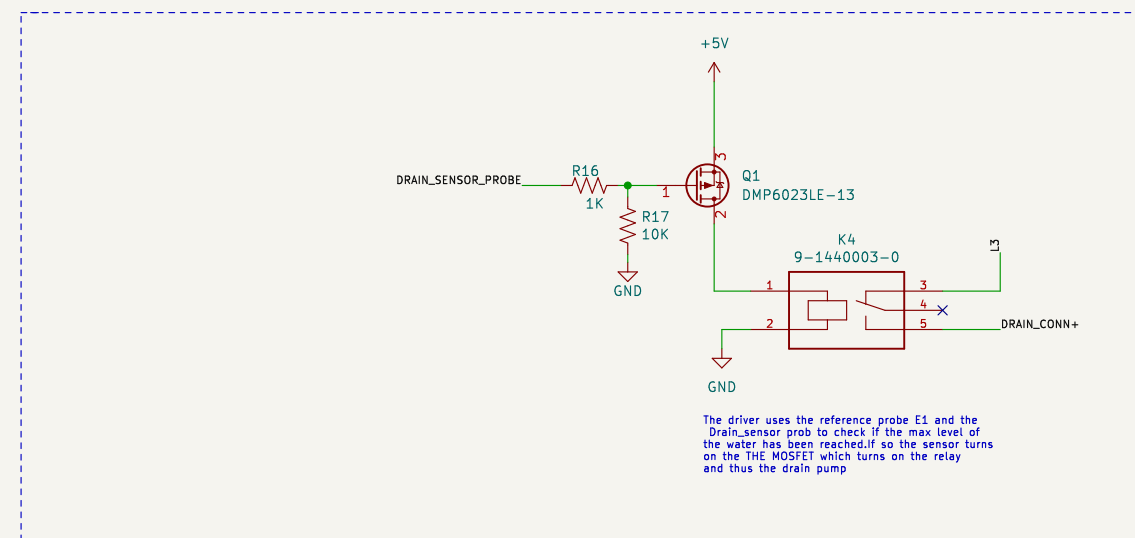 +5V
3
R16
DRAIN_SENSOR_PROBE
1K
1
Q1
DMP6023LE-13
2
R17
10K
GND
K4
9-1440003-0
L3
1
3
4
2
5
DRAIN_CONN+
GND
The driver uses the reference probe E1 and the
Drain_sensor prob to check if the max level of
the water has been reached.If so the sensor turns
on the THE MOSFET which turns on the relay
and thus the drain pump